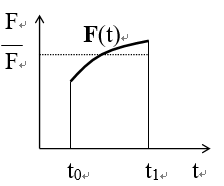 F
F̅
F(t)
t₀ t₁ t